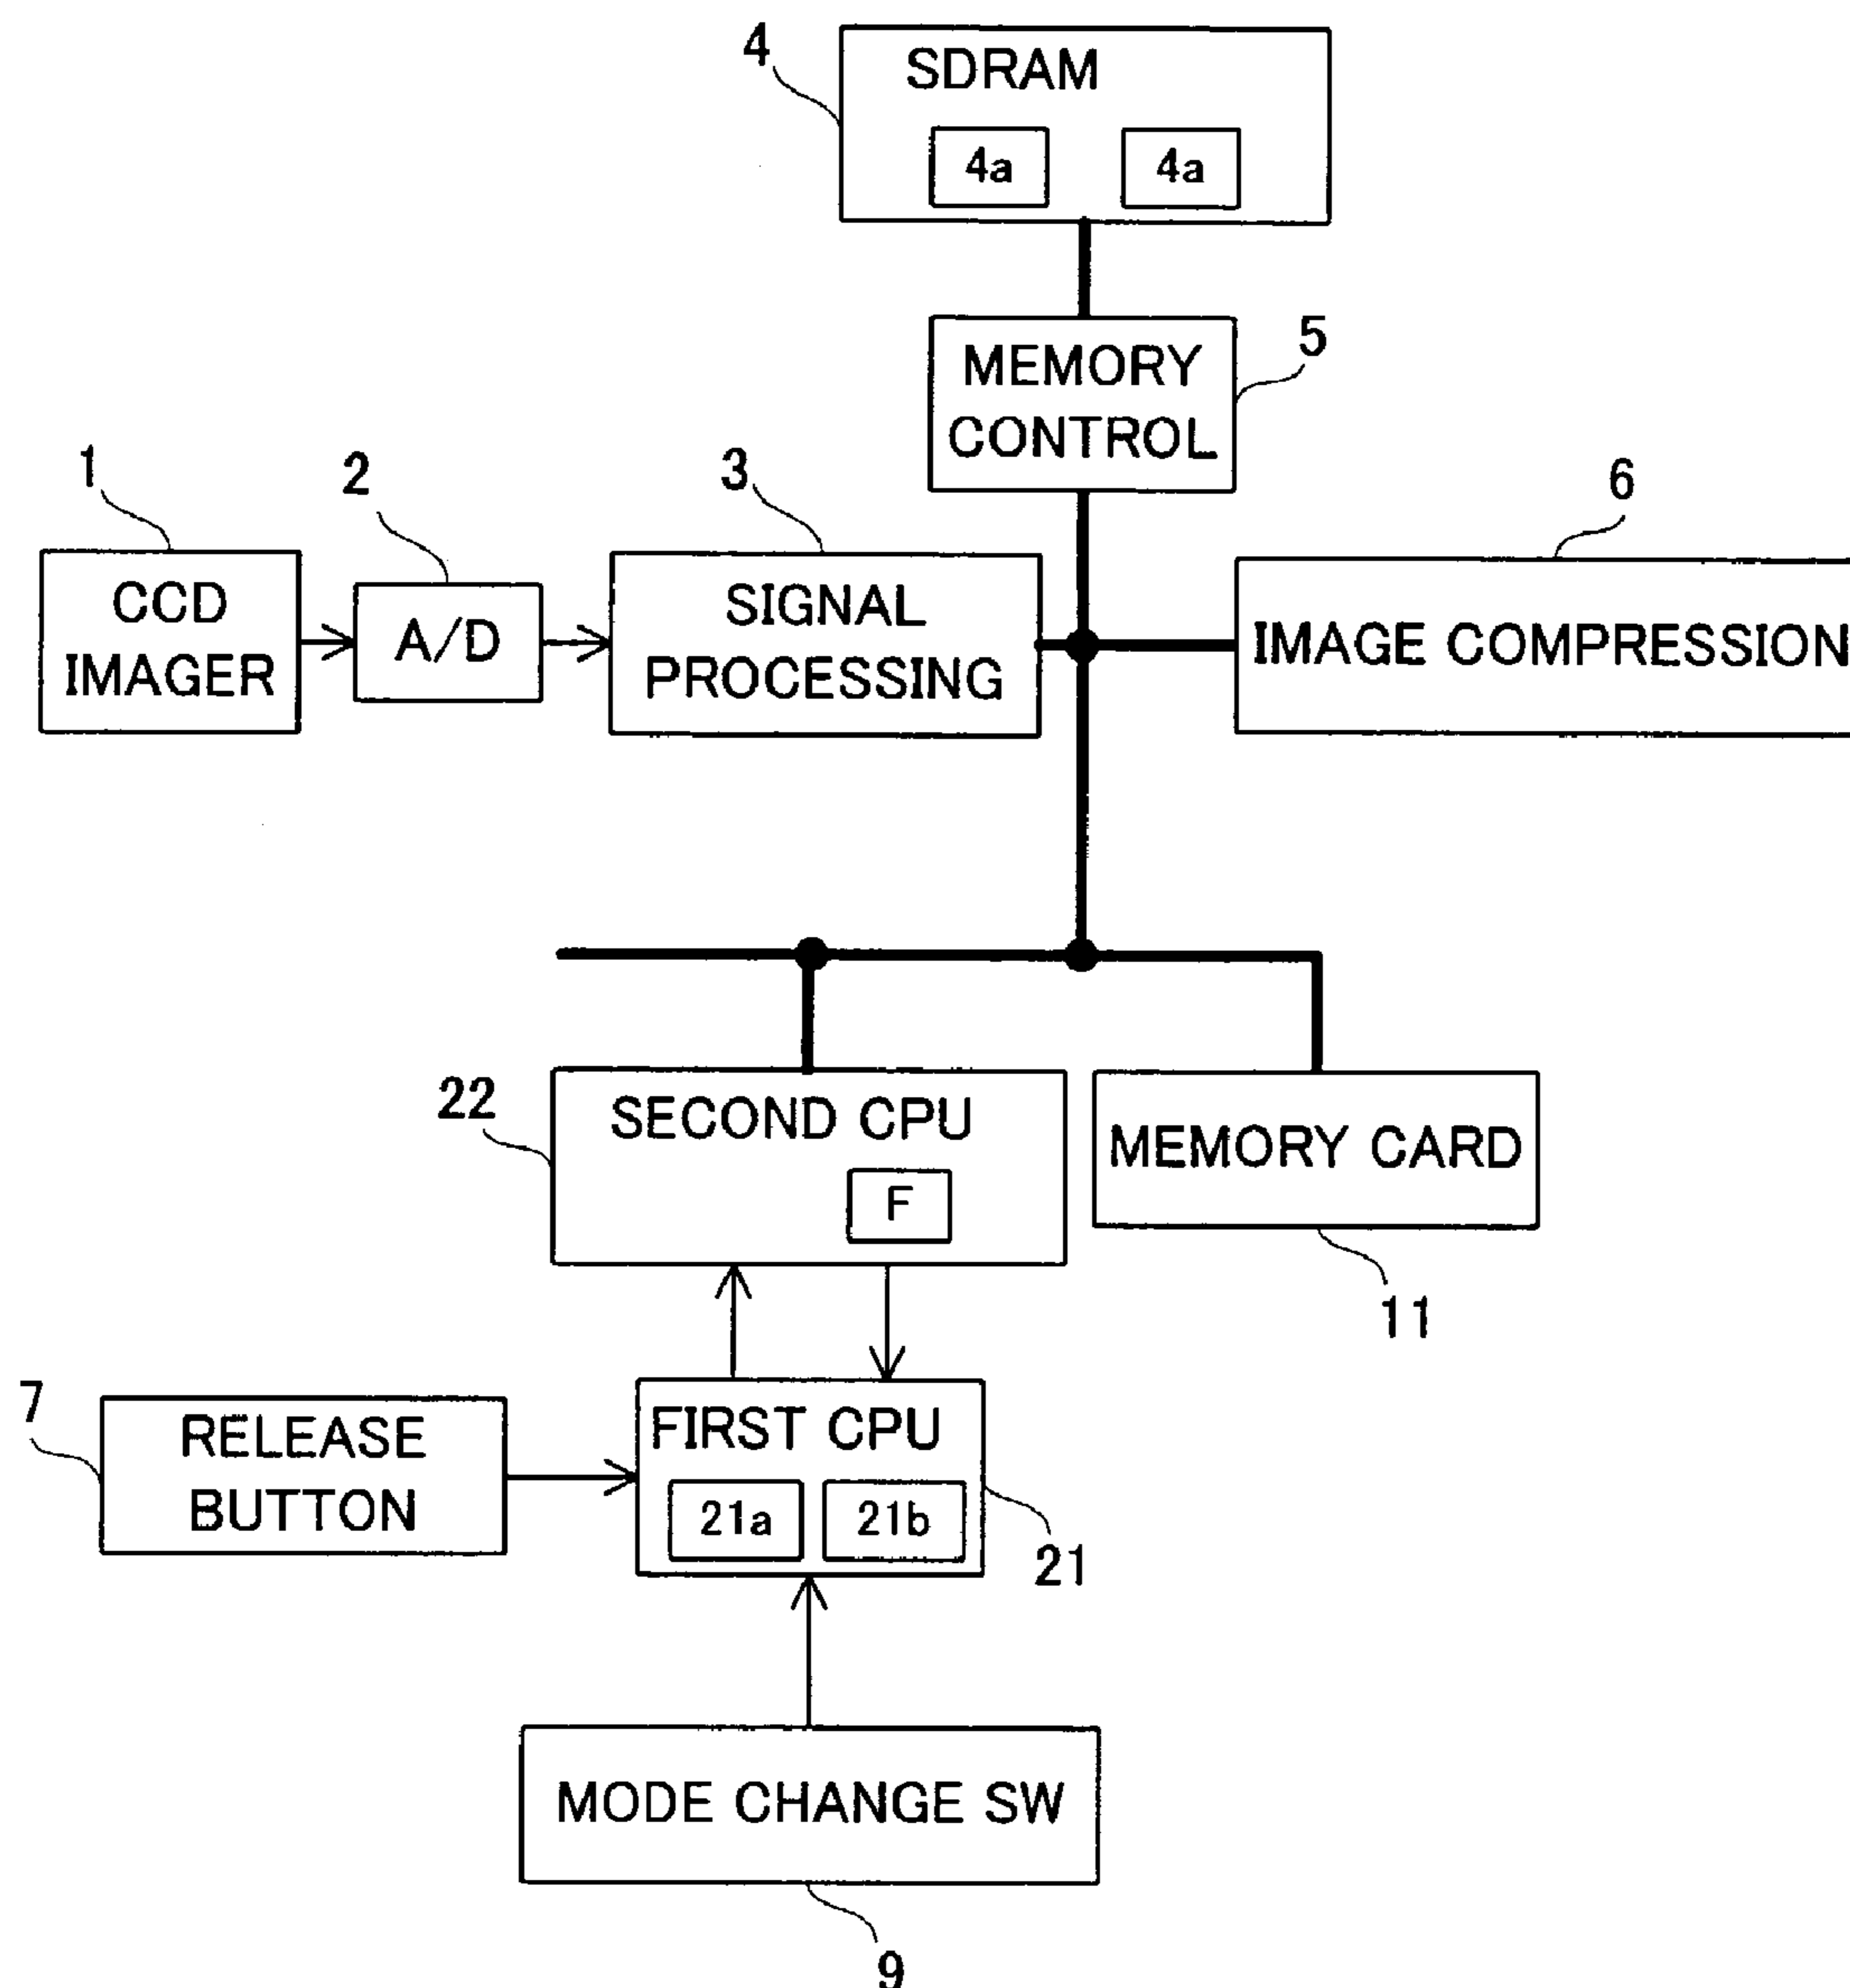 4
SDRAM
4a 4a
MEMORY
CONTROL
5
1
2
3
6
CCD
IMAGER
A/D
SIGNAL
PROCESSING
IMAGE COMPRESSION
22
SECOND CPU
F
MEMORY CARD
11
7
RELEASE
BUTTON
FIRST CPU
21a 21b
21
MODE CHANGE SW
9